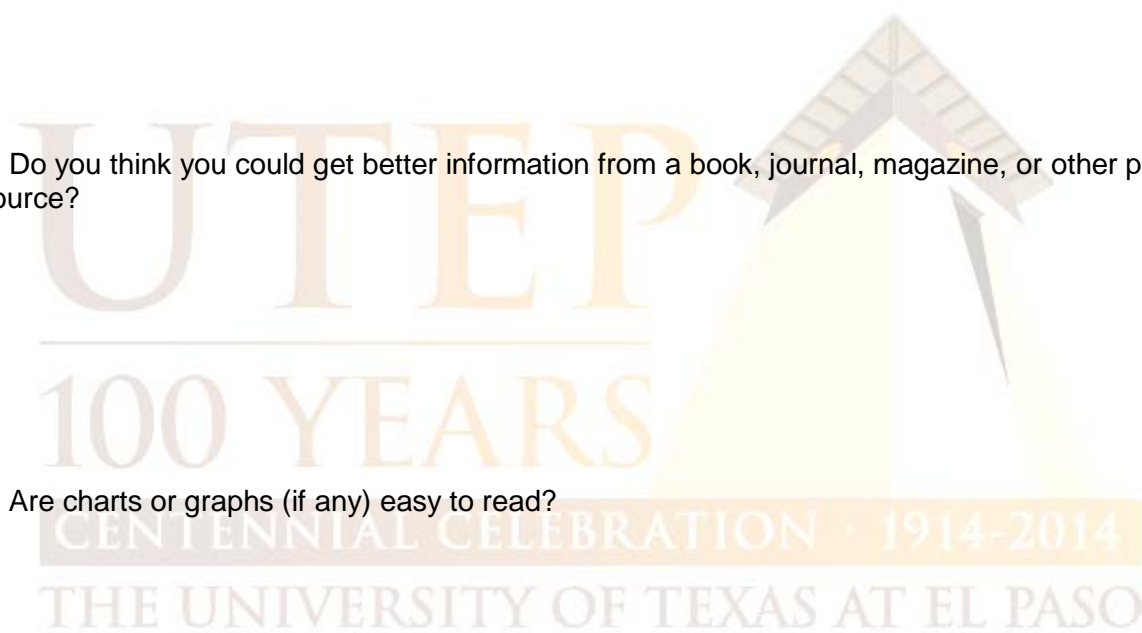 UTEP
Do you think you could get better information from a book, journal, magazine, or other p
ource?
100 YEARS
Are charts or graphs (if any) easy to read?
CENTENNIAL CELEBRATION · 1914-2014
THE UNIVERSITY OF TEXAS AT EL PASO